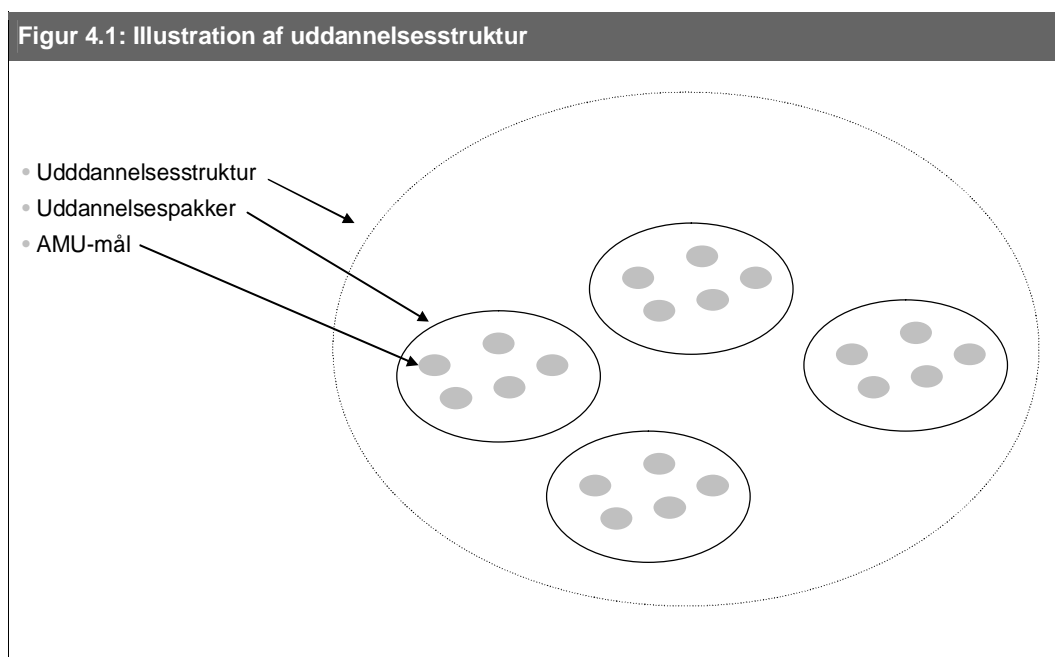 Figur 4.1: Illustration af uddannelsesstruktur
Udddannelsesstruktur
Uddannelsespakker
AMU-mål